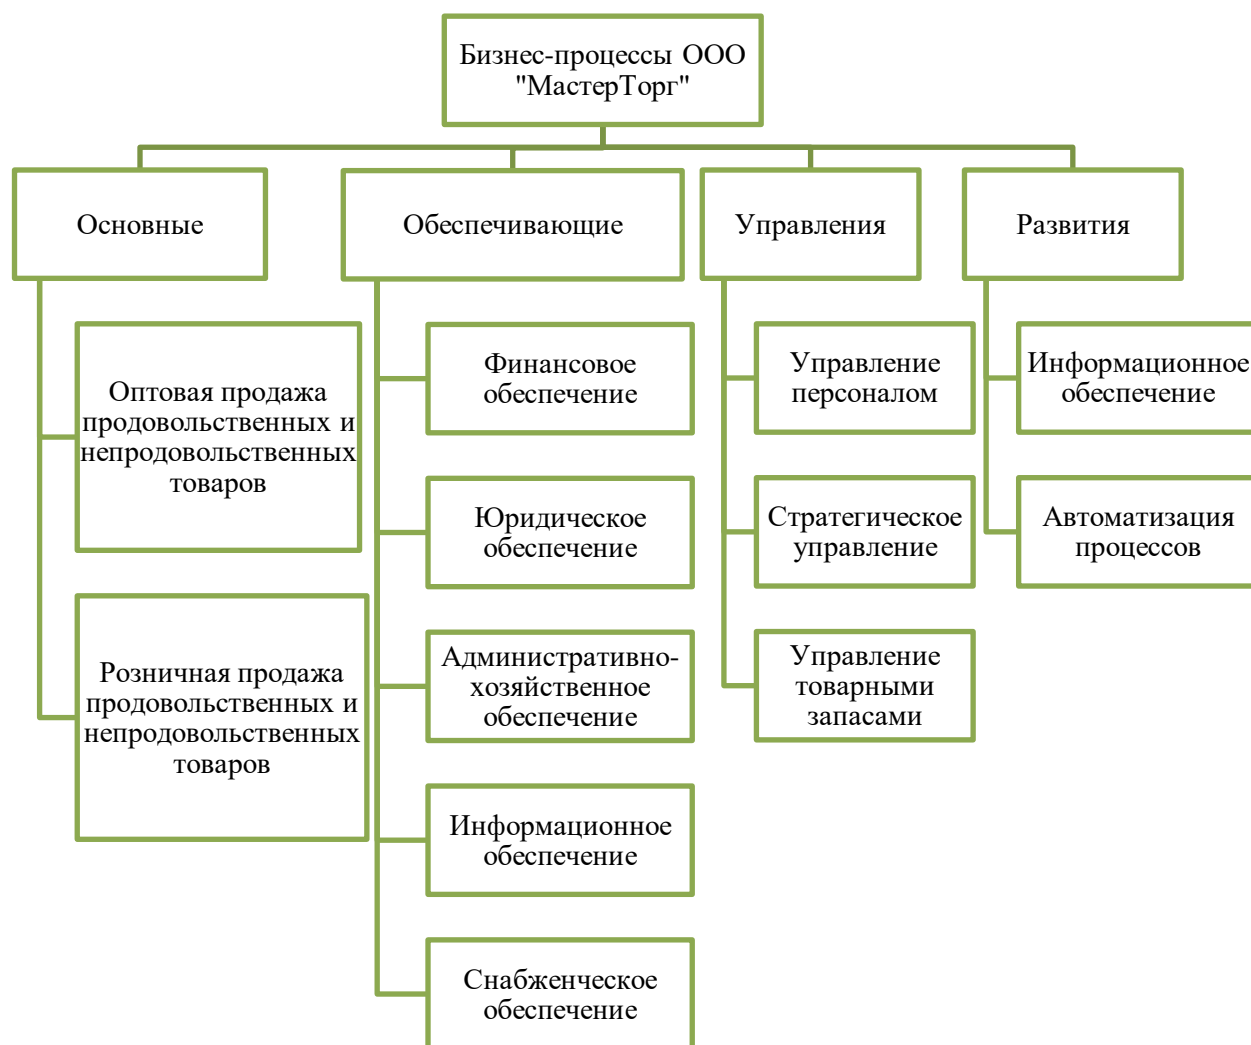 Бизнес-процессы ООО
"МастерТорг"
Основные
Обеспечивающие
Управления
Развития
Оптовая продажа
продовольственных и
непродовольственных
товаров
Розничная продажа
продовольственных и
непродовольственных
товаров
Финансовое
обеспечение
Юридическое
обеспечение
Административно-
хозяйственное
обеспечение
Информационное
обеспечение
Снабженческое
обеспечение
Управление
персоналом
Стратегическое
управление
Управление
товарными
запасами
Информационное
обеспечение
Автоматизация
процессов